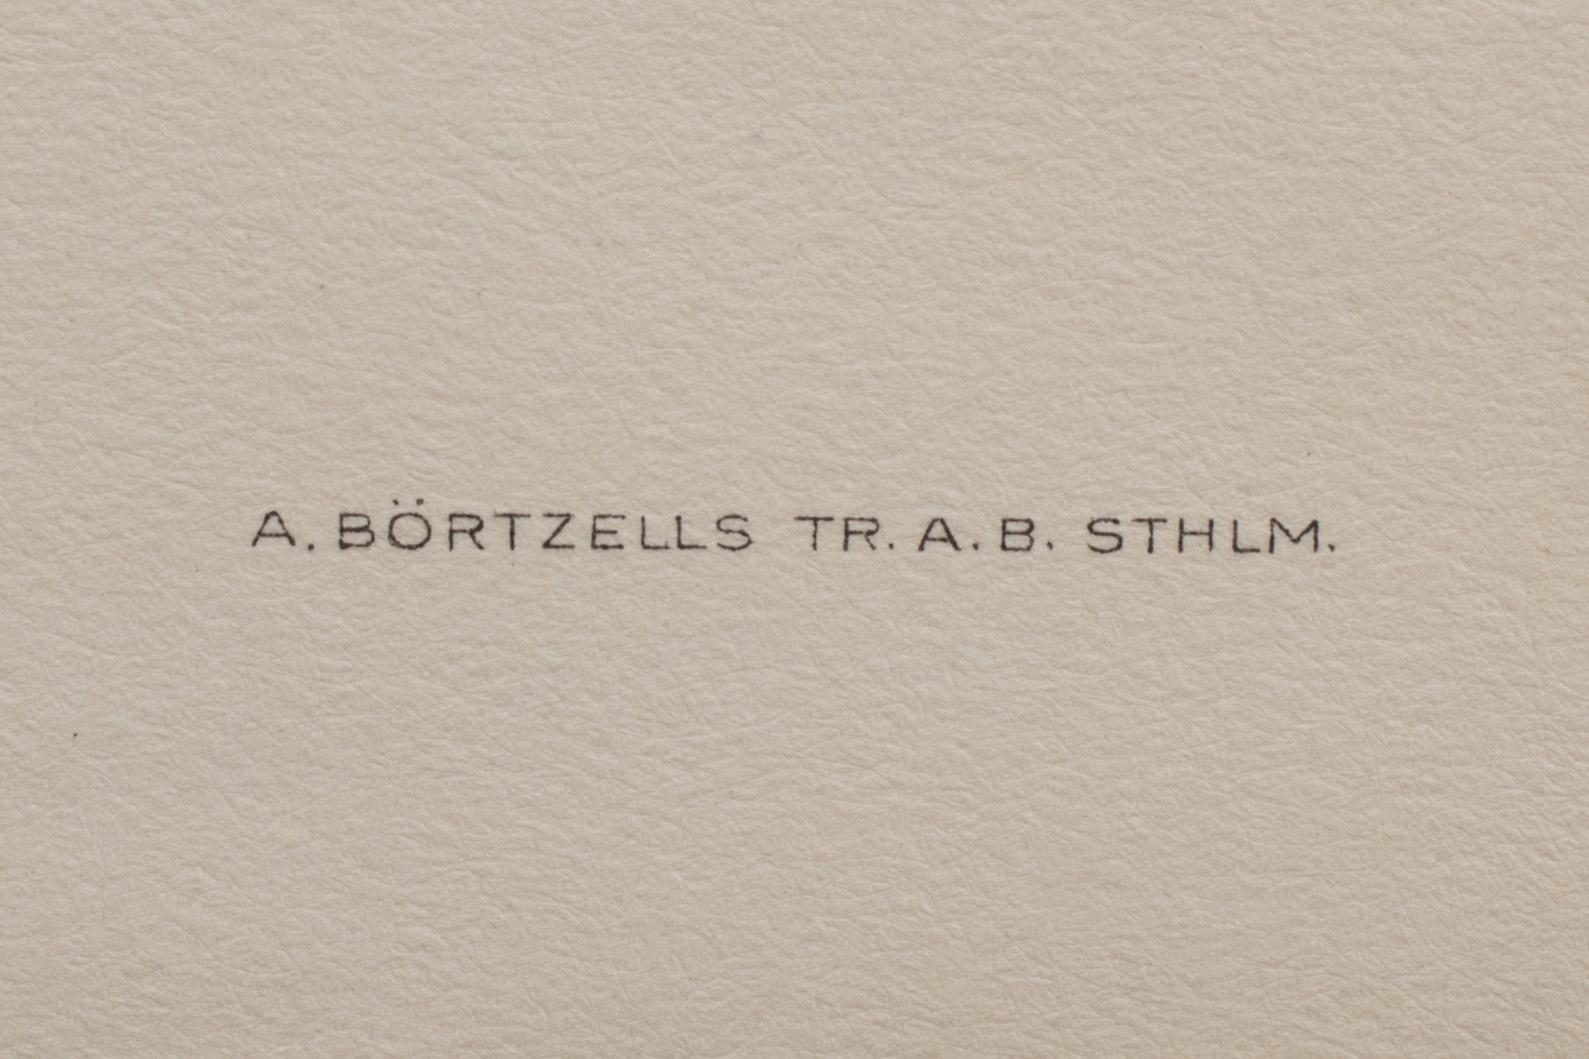 A. BÖRTZELLS TR. A.B. STHLM.